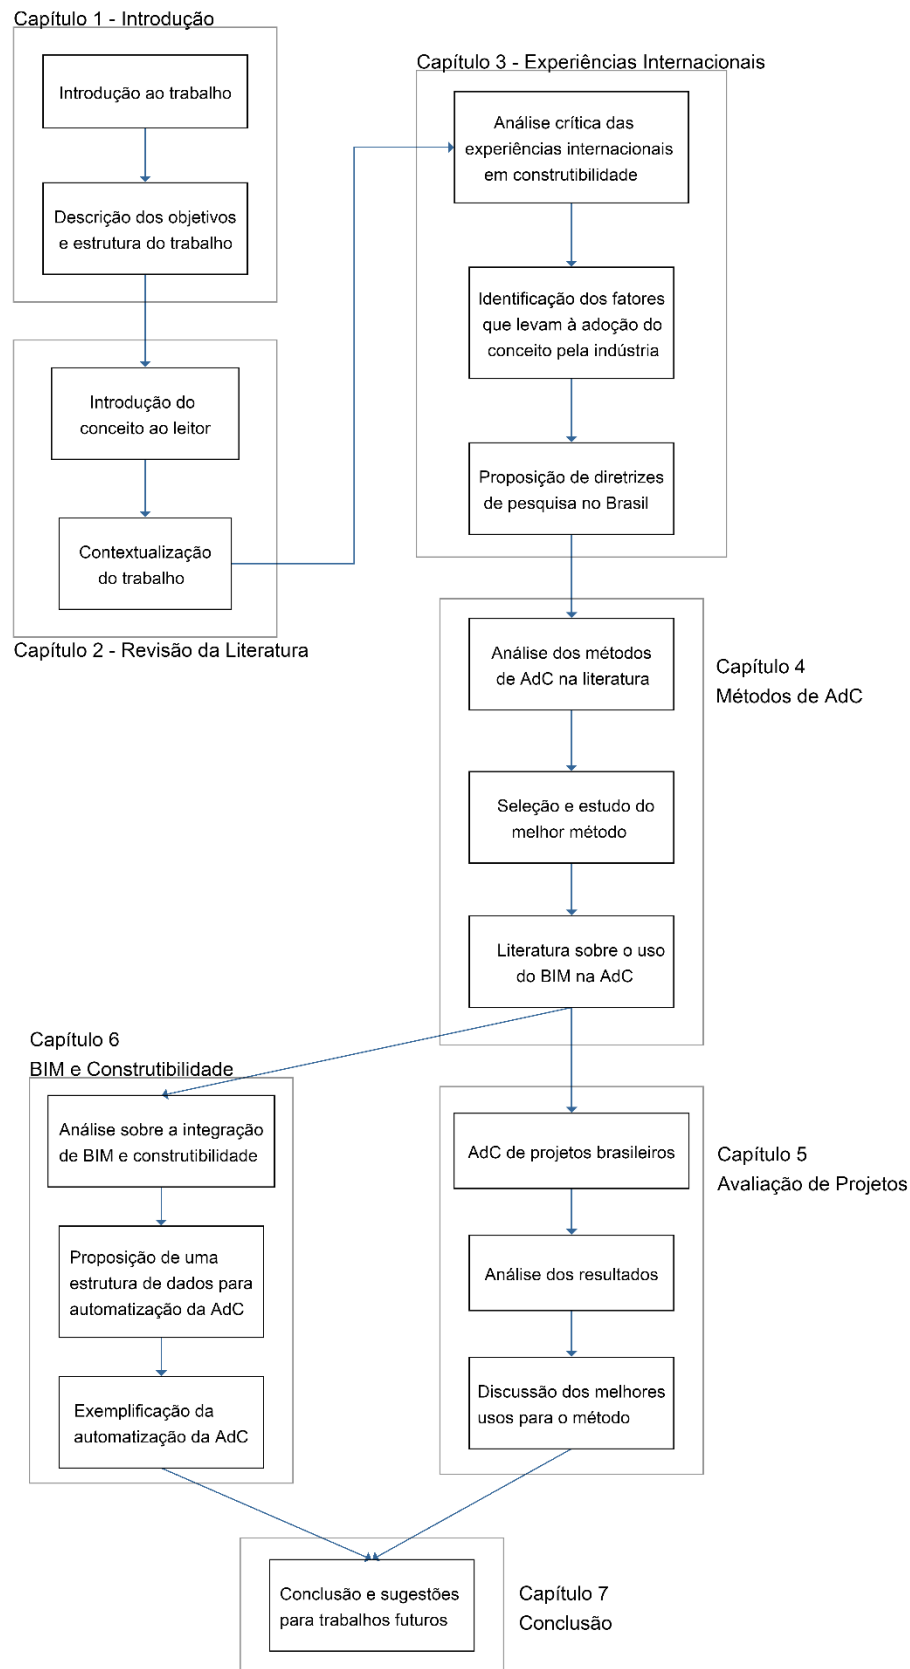 Capítulo 1 - Introdução
Introdução ao trabalho
Descrição dos objetivos
e estrutura do trabalho
Introdução do
conceito ao leitor
Contextualização
do trabalho
Capítulo 2 - Revisão da Literatura
Capítulo 3 - Experiências Internacionais
Análise crítica das
experiências internacionais
em construtibilidade
Identificação dos fatores
que levam à adoção do
conceito pela indústria
Proposição de diretrizes
de pesquisa no Brasil
Capítulo 4
Métodos de AdC
Análise dos métodos
de AdC na literatura
Seleção e estudo do
melhor método
Literatura sobre o uso
do BIM na AdC
Capítulo 6
BIM e Construtibilidade
Análise sobre a integração
de BIM e construtibilidade
Proposição de uma
estrutura de dados para
automatização da AdC
Exemplificação da
automatização da AdC
Capítulo 5
Avaliação de Projetos
AdC de projetos brasileiros
Análise dos resultados
Discussão dos melhores
usos para o método
Capítulo 7
Conclusão
Conclusão e sugestões
para trabalhos futuros